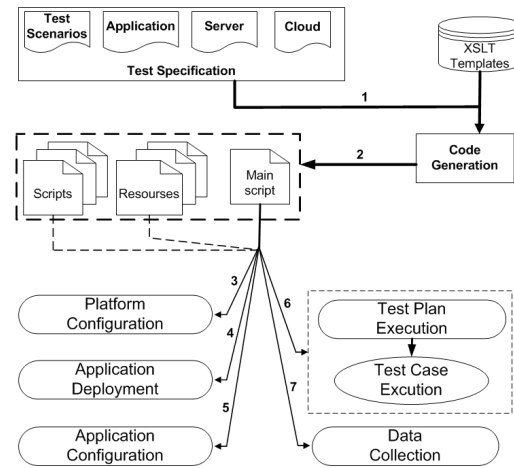 Test
Scenarios
Application
Server
Cloud
Test Specification
XSLT
Templates
1
Code
Generation
2
Scripts
Resourses
Main
script
3
Platform
Configuration
4
Application
Deployment
5
Application
Configuration
6
Test Plan
Execution
Test Case
Excution
7
Data
Collection